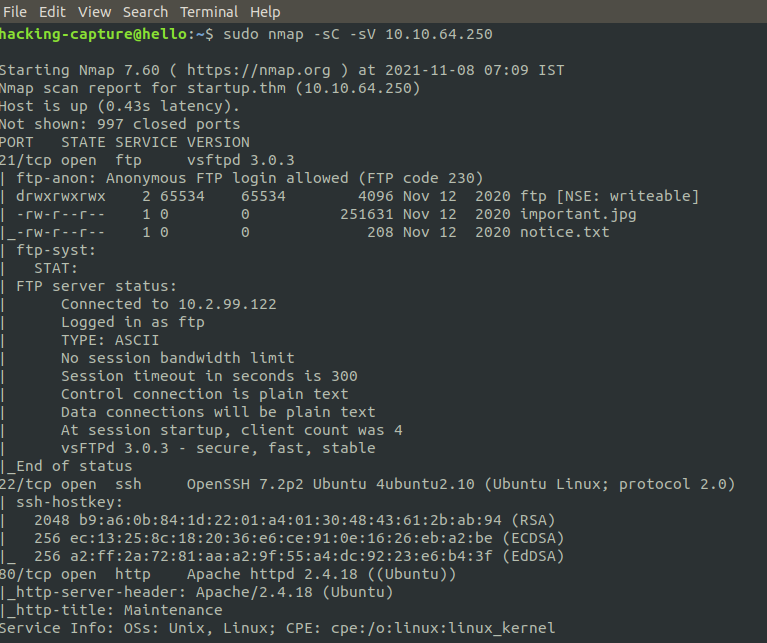 File Edit View Search Terminal Help
hacking-capture@hello:~$ sudo nmap -sC -sV 10.10.64.250
Starting Nmap 7.60 ( https://nmap.org ) at 2021-11-08 07:09 IST
Nmap scan report for startup.thm (10.10.64.250)
Host is up (0.43s latency).
Not shown: 997 closed ports
PORT   STATE SERVICE VERSION
21/tcp open  ftp     vsftpd 3.0.3
| ftp-anon: Anonymous FTP login allowed (FTP code 230)
| drwxrwxrwx    2 65534    65534        4096 Nov 12  2020 ftp [NSE: writeable]
| -rw-r--r--    1 0        0          251631 Nov 12  2020 important.jpg
|_-rw-r--r--    1 0        0             208 Nov 12  2020 notice.txt
| ftp-syst:
|   STAT:
| FTP server status:
|      Connected to 10.2.99.122
|      Logged in as ftp
|      TYPE: ASCII
|      No session bandwidth limit
|      Session timeout in seconds is 300
|      Control connection is plain text
|      Data connections will be plain text
|      At session startup, client count was 4
|      vsFTPd 3.0.3 - secure, fast, stable
|_End of status
22/tcp open  ssh     OpenSSH 7.2p2 Ubuntu 4ubuntu2.10 (Ubuntu Linux; protocol 2.0)
| ssh-hostkey:
|   2048 b9:a6:0b:84:1d:22:01:a4:01:30:48:43:61:2b:ab:94 (RSA)
|   256 ec:13:25:8c:18:20:36:e6:ce:91:0e:16:26:eb:a2:be (ECDSA)
|_  256 a2:ff:2a:72:81:aa:a2:9f:55:a4:dc:92:23:e6:b4:3f (EdDSA)
80/tcp open  http    Apache httpd 2.4.18 ((Ubuntu))
|_http-server-header: Apache/2.4.18 (Ubuntu)
|_http-title: Maintenance
Service Info: OSs: Unix, Linux; CPE: cpe:/o:linux:linux_kernel